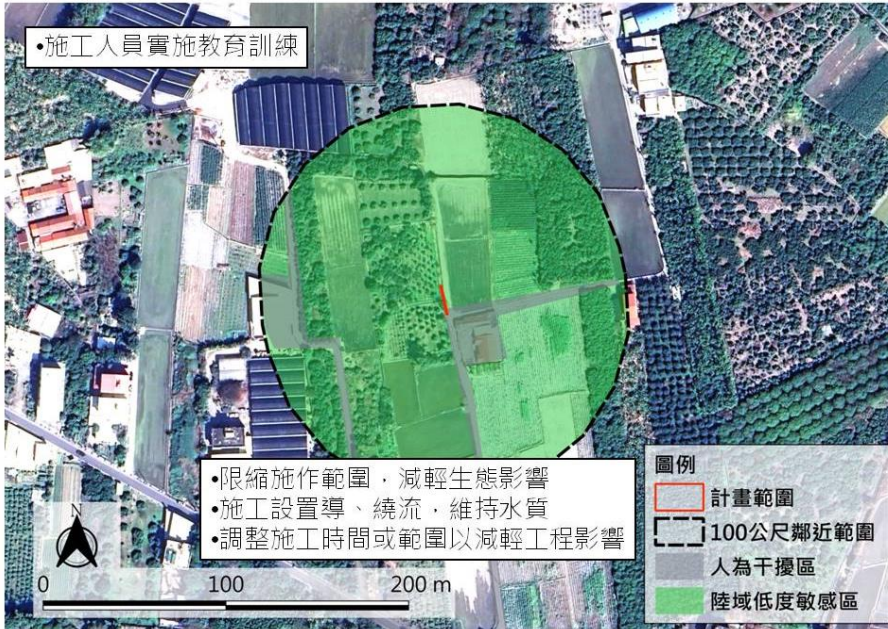 •施工人員實施教育訓練
•限縮施作範圍，減輕生態影響
•施工設置導、繞流，維持水質
•調整施工時間或範圍以減輕工程影響
圖例
計畫範圍
100公尺鄰近範圍
人為干擾區
陸域低度敏感區
N
0 100 200 m